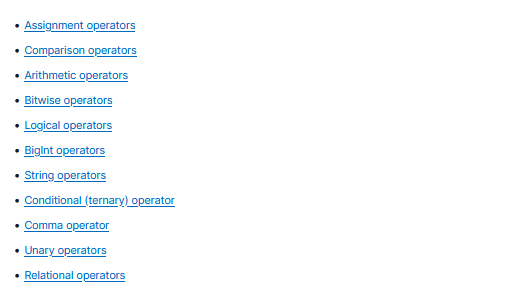 • Assignment operators
• Comparison operators
• Arithmetic operators
• Bitwise operators
• Logical operators
• BigInt operators
• String operators
• Conditional (ternary) operator
• Comma operator
• Unary operators
• Relational operators